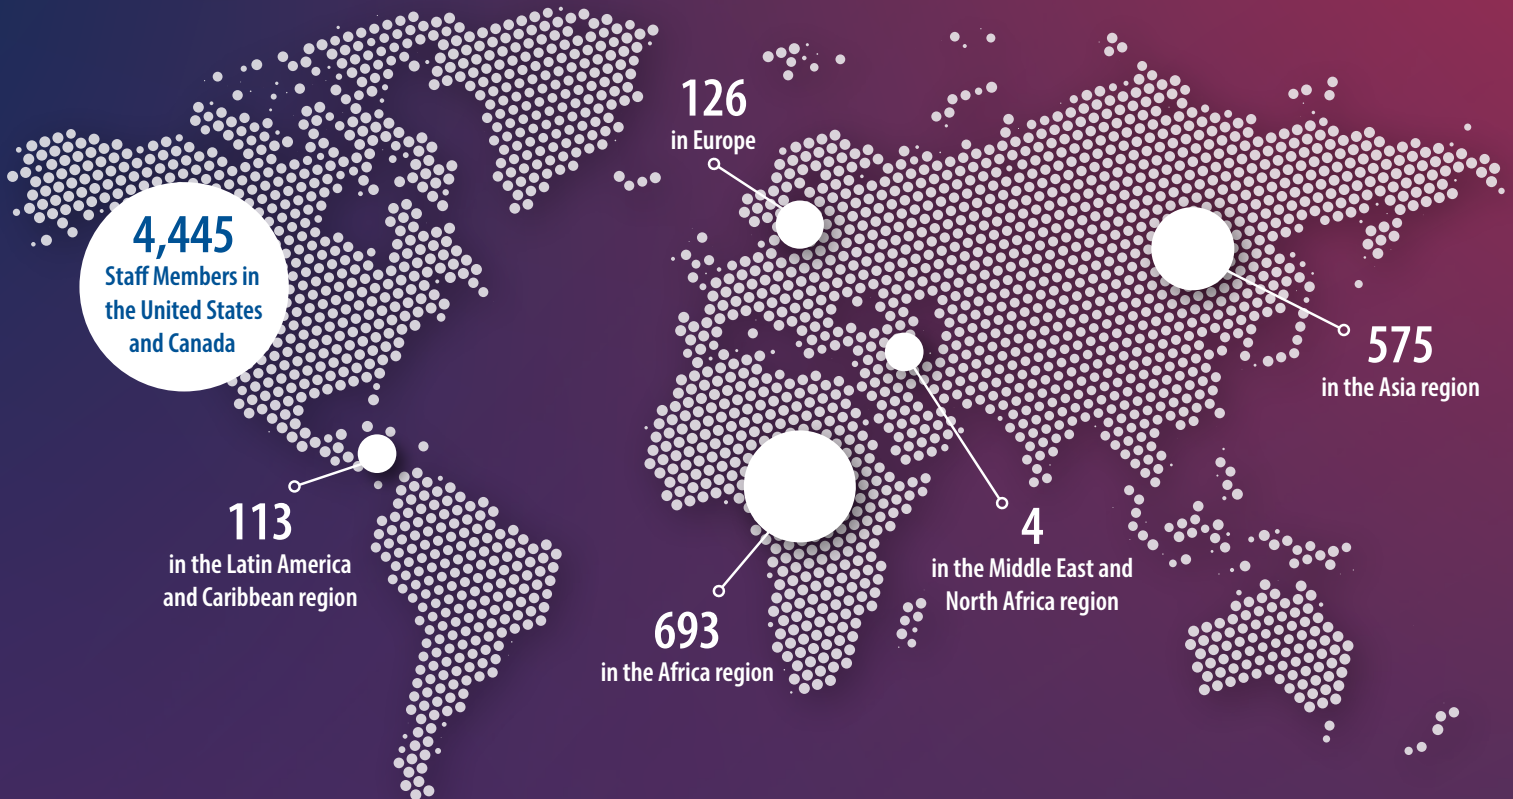 126
in Europe
4,445
Staff Members in
the United States
and Canada
575
in the Asia region
113
in the Latin America
and Caribbean region
4
in the Middle East and
North Africa region
693
in the Africa region